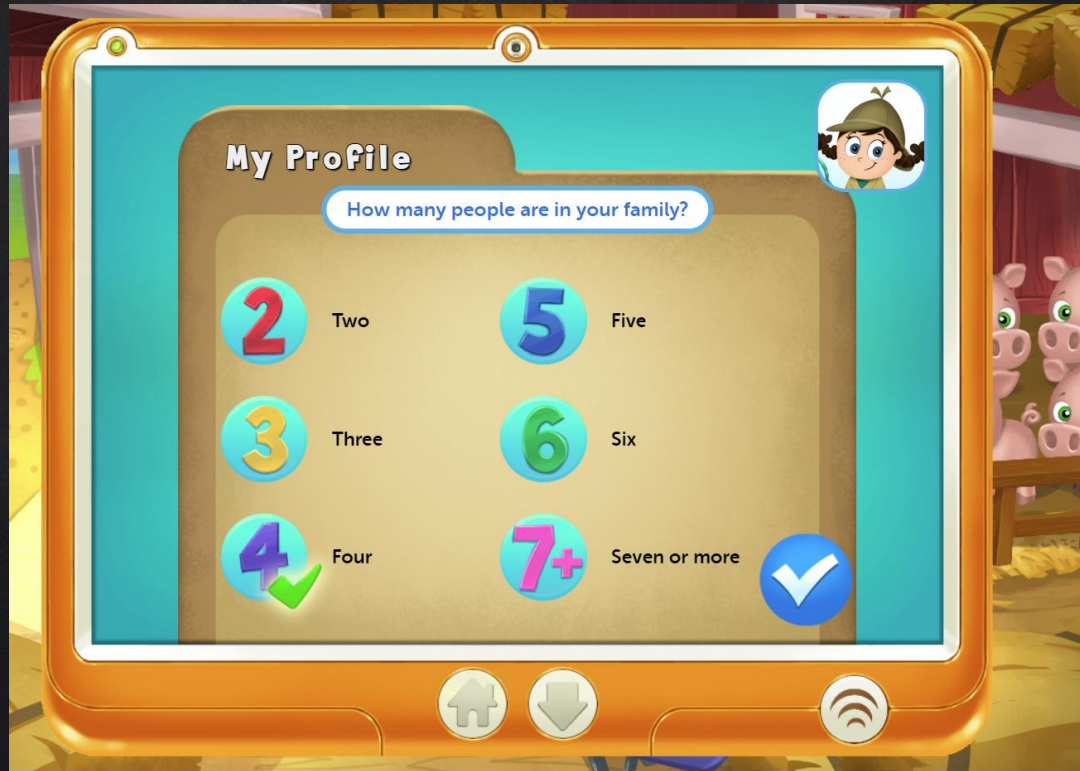 My Profile
How many people are in your family?
2 Two
5 Five
3 Three
6 Six
4 Four
7+ Seven or more